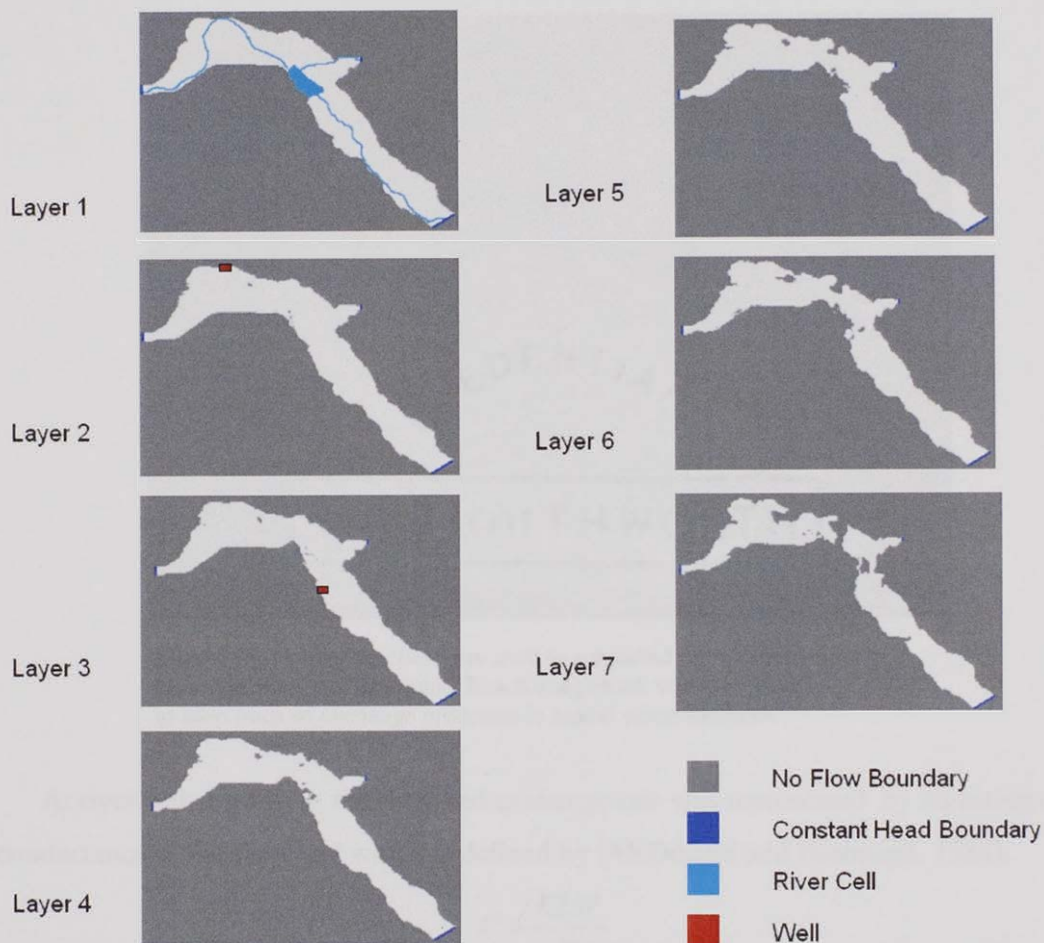 Layer 1
Layer 2
Layer 3
Layer 4
Layer 5
Layer 6
Layer 7
No Flow Boundary
Constant Head Boundary
River Cell
Well